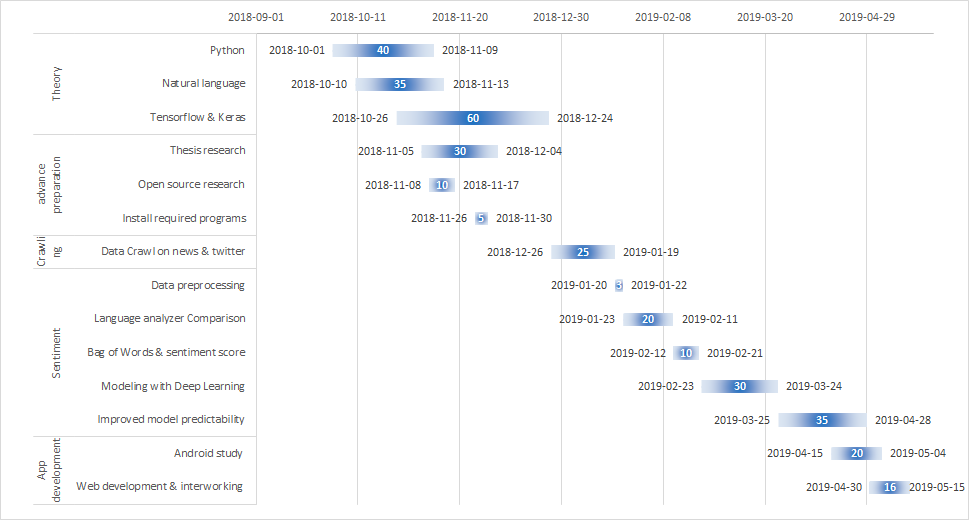 2018-09-01 2018-10-11 2018-11-20 2018-12-30 2019-02-08 2019-03-20 2019-04-29
Theory
Python 2018-10-01 40 2018-11-09
Natural language 2018-10-10 35 2018-11-13
Tensorflow & Keras 2018-10-26 60 2018-12-24
advance
preparation
Thesis research 2018-11-05 30 2018-12-04
Open source research 2018-11-08 10 2018-11-17
Install required programs 2018-11-26 5 2018-11-30
Crawli
ng
Data Crawl on news & twitter 2018-12-26 25 2019-01-19
Sentiment
Data preprocessing 2019-01-20 3 2019-01-22
Language analyzer Comparison 2019-01-23 20 2019-02-11
Bag of Words & sentiment score 2019-02-12 10 2019-02-21
Modeling with Deep Learning 2019-02-23 30 2019-03-24
Improved model predictability 2019-03-25 35 2019-04-28
App
development
Android study 2019-04-15 20 2019-05-04
Web development & interworking 2019-04-30 16 2019-05-15